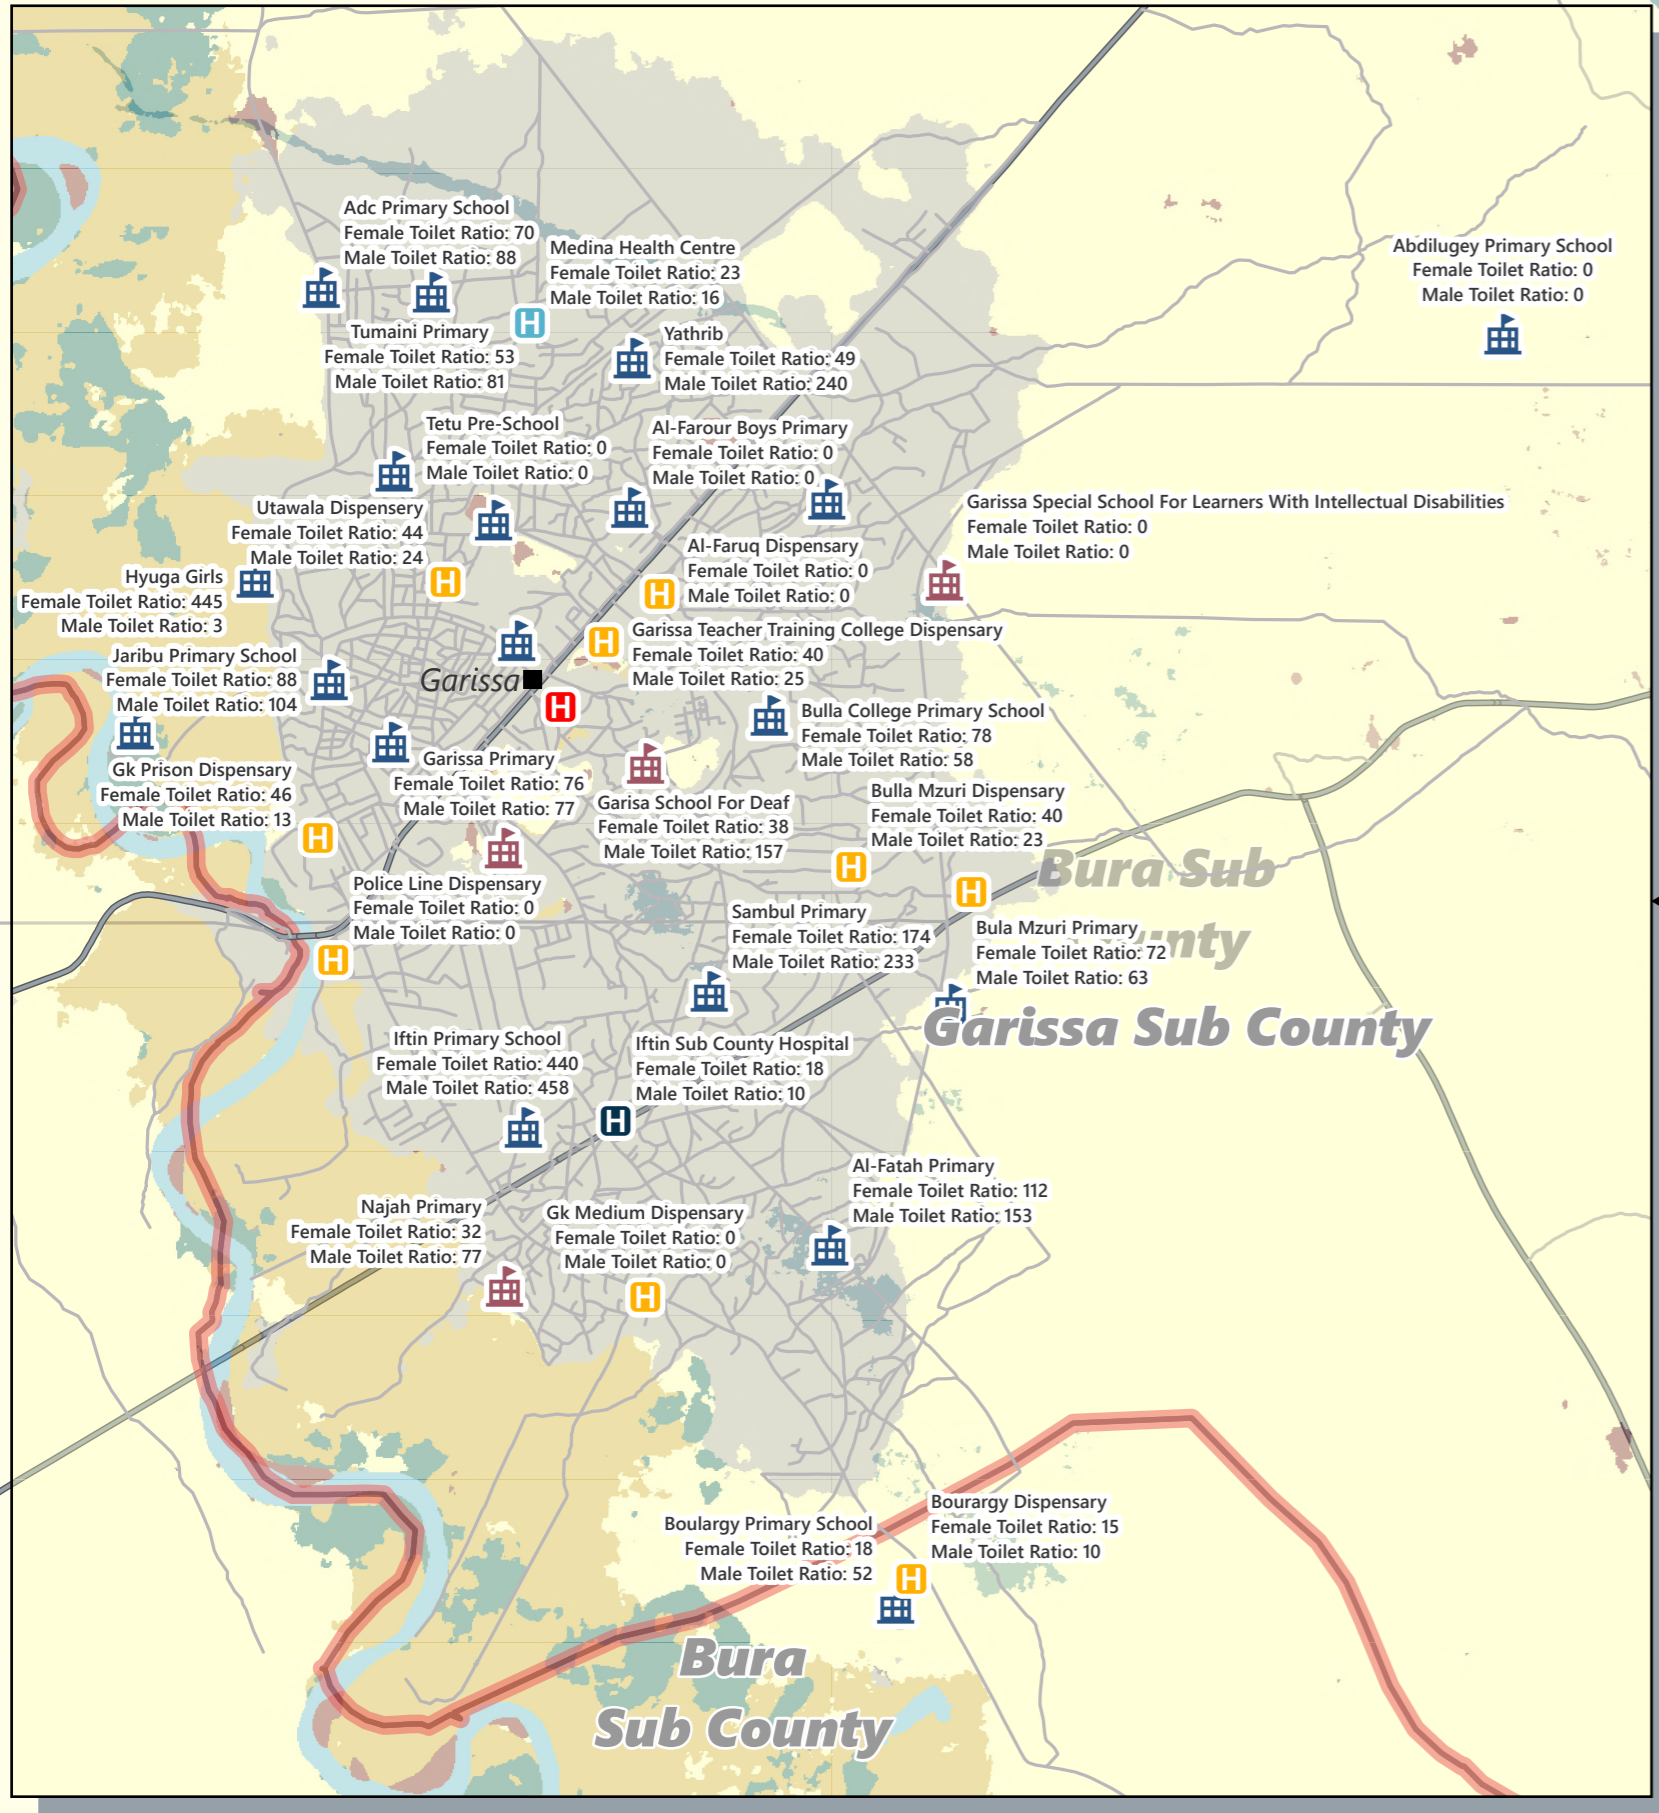 Adc Primary School
Female Toilet Ratio: 70
Male Toilet Ratio: 88
Medina Health Centre
Female Toilet Ratio: 23
Male Toilet Ratio: 16
Abdilugey Primary School
Female Toilet Ratio: 0
Male Toilet Ratio: 0
H
Tumaini Primary
Female Toilet Ratio: 53
Male Toilet Ratio: 81
Yathrib
Female Toilet Ratio: 49
Male Toilet Ratio: 240
Tetu Pre-School
Female Toilet Ratio: 0
Male Toilet Ratio: 0
Al-Farour Boys Primary
Female Toilet Ratio: 0
Male Toilet Ratio: 0
Garissa Special School For Learners With Intellectual Disabilities
Female Toilet Ratio: 0
Male Toilet Ratio: 0
Utawala Dispensery
Female Toilet Ratio: 44
Male Toilet Ratio: 24
H
Al-Faruq Dispensary
Female Toilet Ratio: 0
Male Toilet Ratio: 0
H
Hyuga Girls
Female Toilet Ratio: 445
Male Toilet Ratio: 3
Garissa Teacher Training College Dispensary
Female Toilet Ratio: 40
Male Toilet Ratio: 25
H
Jaribu Primary School
Female Toilet Ratio: 88
Male Toilet Ratio: 104
Garissa
H
Bulla College Primary School
Female Toilet Ratio: 78
Male Toilet Ratio: 58
Gk Prison Dispensary
Female Toilet Ratio: 46
Male Toilet Ratio: 13
H
Garissa Primary
Female Toilet Ratio: 76
Male Toilet Ratio: 77
Garisa School For Deaf
Female Toilet Ratio: 38
Male Toilet Ratio: 157
Bulla Mzuri Dispensary
Female Toilet Ratio: 40
Male Toilet Ratio: 23
H
H
Bura Sub
unty
Police Line Dispensary
Female Toilet Ratio: 0
Male Toilet Ratio: 0
H
Sambul Primary
Female Toilet Ratio: 174
Male Toilet Ratio: 233
Bula Mzuri Primary
Female Toilet Ratio: 72
Male Toilet Ratio: 63
Garissa Sub County
Iftin Primary School
Female Toilet Ratio: 440
Male Toilet Ratio: 458
Iftin Sub County Hospital
Female Toilet Ratio: 18
Male Toilet Ratio: 10
H
Al-Fatah Primary
Female Toilet Ratio: 112
Male Toilet Ratio: 153
Najah Primary
Female Toilet Ratio: 32
Male Toilet Ratio: 77
Gk Medium Dispensary
Female Toilet Ratio: 0
Male Toilet Ratio: 0
H
Boulargy Primary School
Female Toilet Ratio: 18
Male Toilet Ratio: 52
Bourargy Dispensary
Female Toilet Ratio: 15
Male Toilet Ratio: 10
H
Bura
Sub County